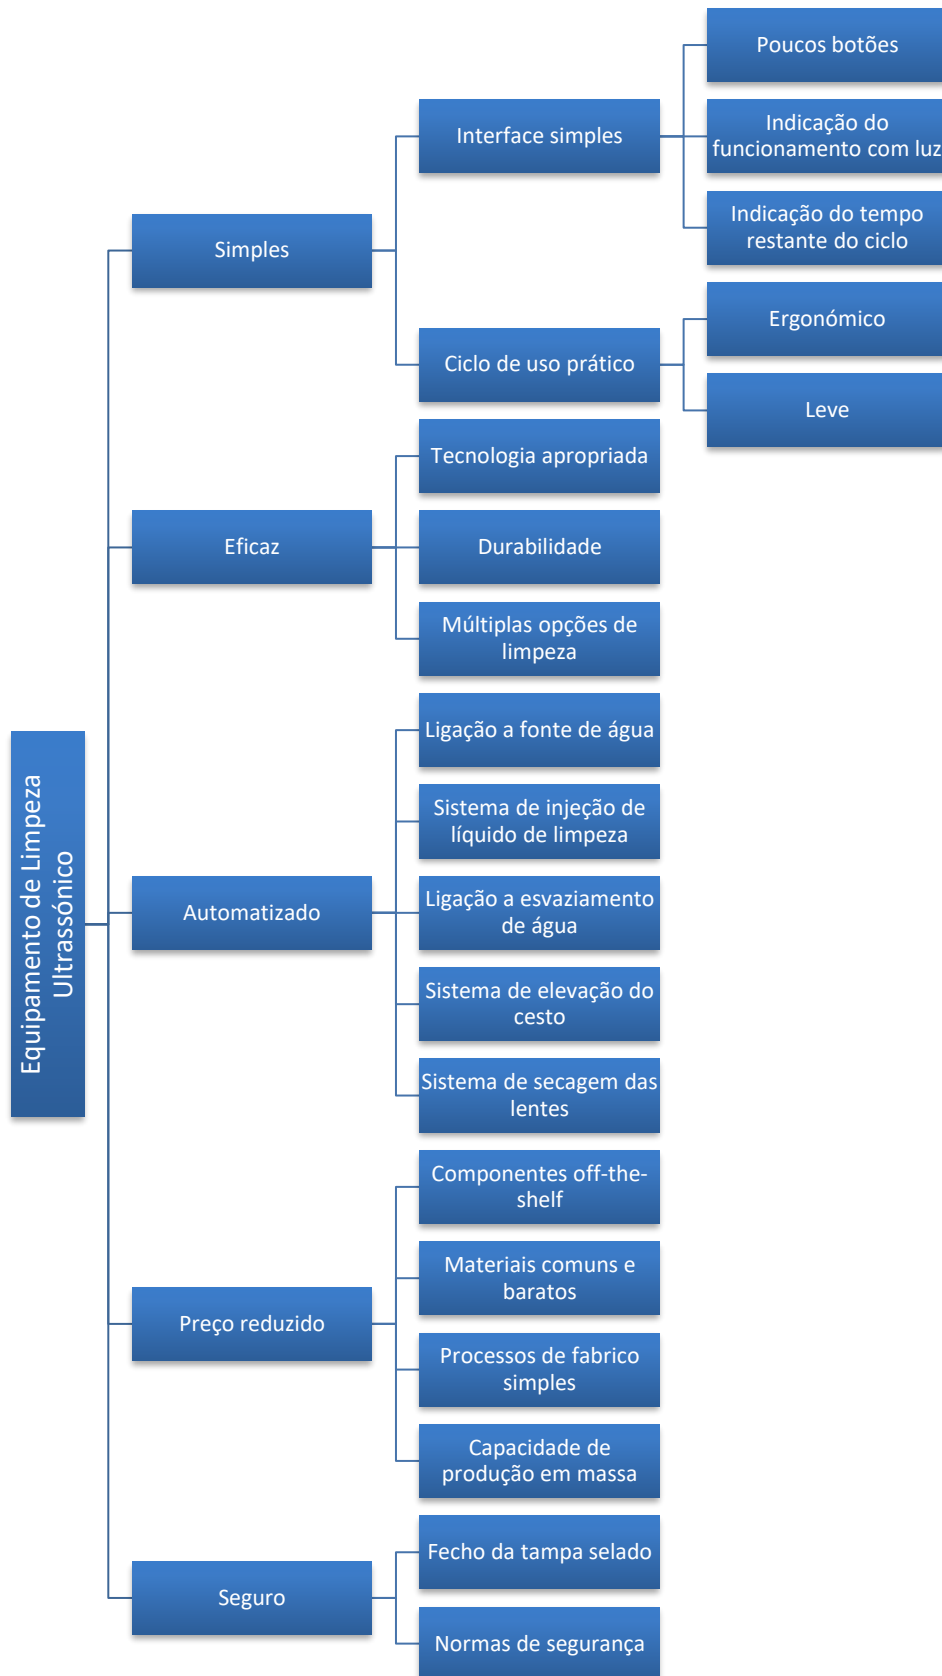 Equipamento de Limpeza
Ultrassónico
Simples
Interface simples
Poucos botões
Indicação do
funcionamento com luz
Indicação do tempo
restante do ciclo
Ciclo de uso prático
Ergonómico
Leve
Eficaz
Tecnologia apropriada
Durabilidade
Múltiplas opções de
limpeza
Automatizado
Ligação a fonte de água
Sistema de injeção de
líquido de limpeza
Ligação a esvaziamento
de água
Sistema de elevação do
cesto
Sistema de secagem das
lentes
Preço reduzido
Componentes off-the-
shelf
Materiais comuns e
baratos
Processos de fabrico
simples
Capacidade de
produção em massa
Seguro
Fecho da tampa selado
Normas de segurança